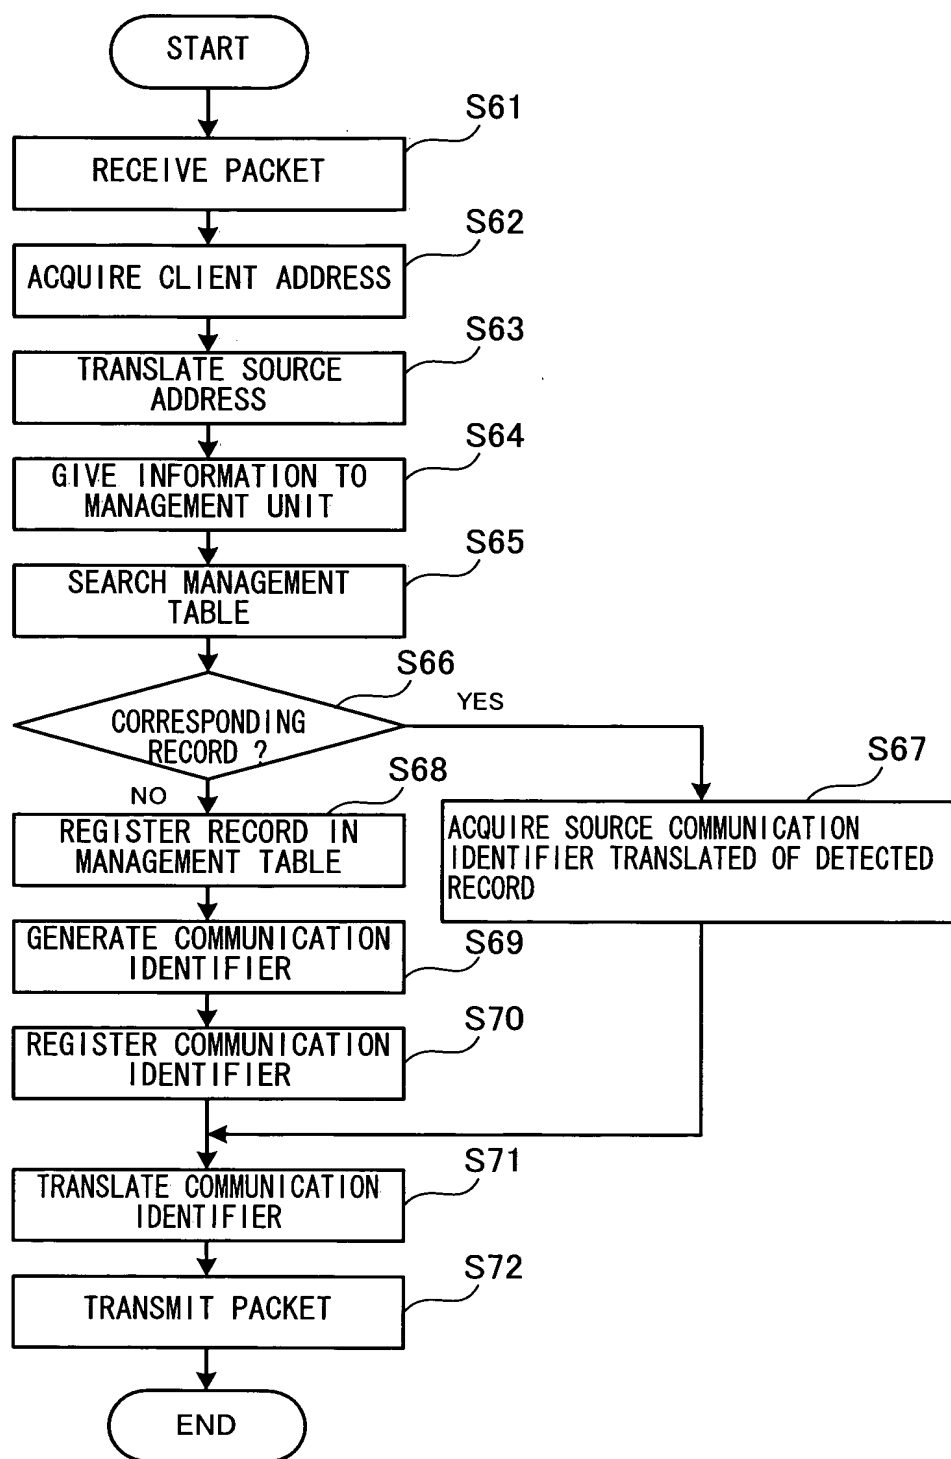 START
S61
RECEIVE PACKET
S62
ACQUIRE CLIENT ADDRESS
S63
TRANSLATE SOURCE
ADDRESS
S64
GIVE INFORMATION TO
MANAGEMENT UNIT
S65
SEARCH MANAGEMENT
TABLE
S66
YES
CORRESPONDING
RECORD ?
S67
ACQUIRE SOURCE COMMUNICATION
IDENTIFIER TRANSLATED OF DETECTED
RECORD
NO
S68
REGISTER RECORD IN
MANAGEMENT TABLE
S69
GENERATE COMMUNICATION
IDENTIFIER
S70
REGISTER COMMUNICATION
IDENTIFIER
S71
TRANSLATE COMMUNICATION
IDENTIFIER
S72
TRANSMIT PACKET
END